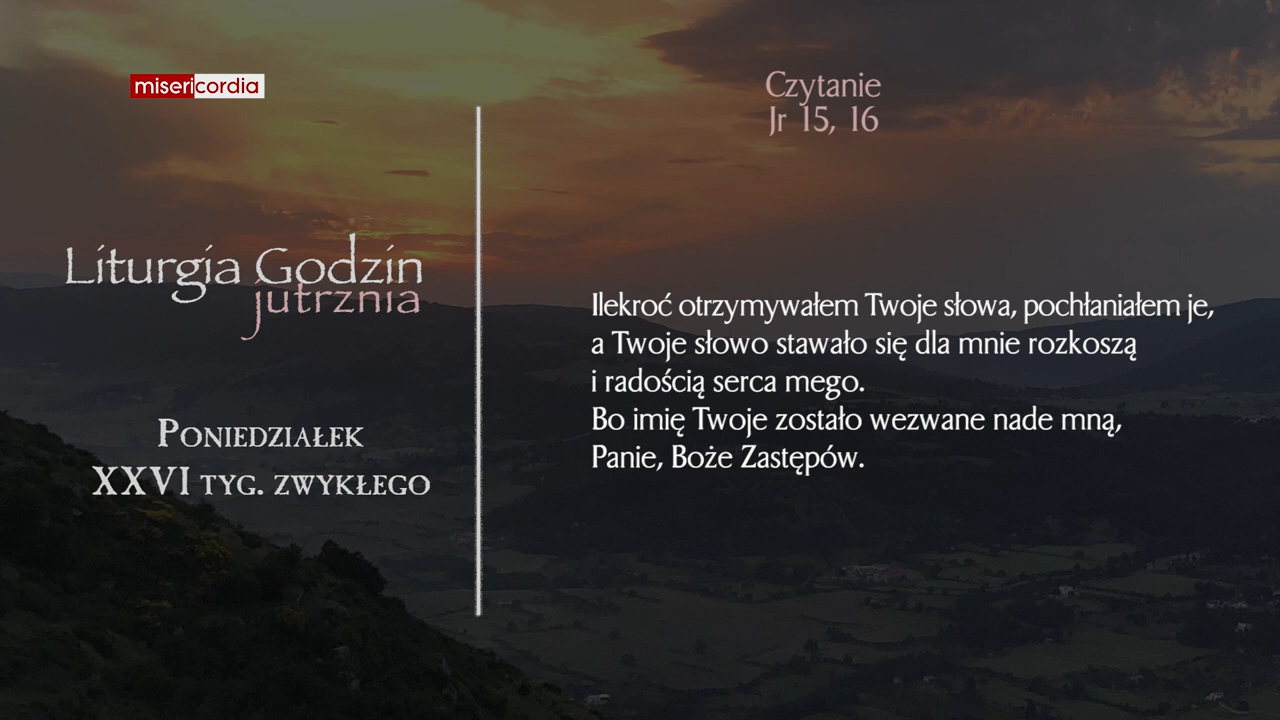 misericordia
Liturgia Godzin
jutrznia
Poniedziałek
XXVI tyg. zwykłego
Czytanie
Jr 15, 16
Ilekroć otrzymywałem Twoje słowa, pochłaniałem je,
a Twoje słowo stawało się dla mnie rozkoszą
i radością serca mego.
Bo imię Twoje zostało wezwane nade mną,
Panie, Boże Zastępów.